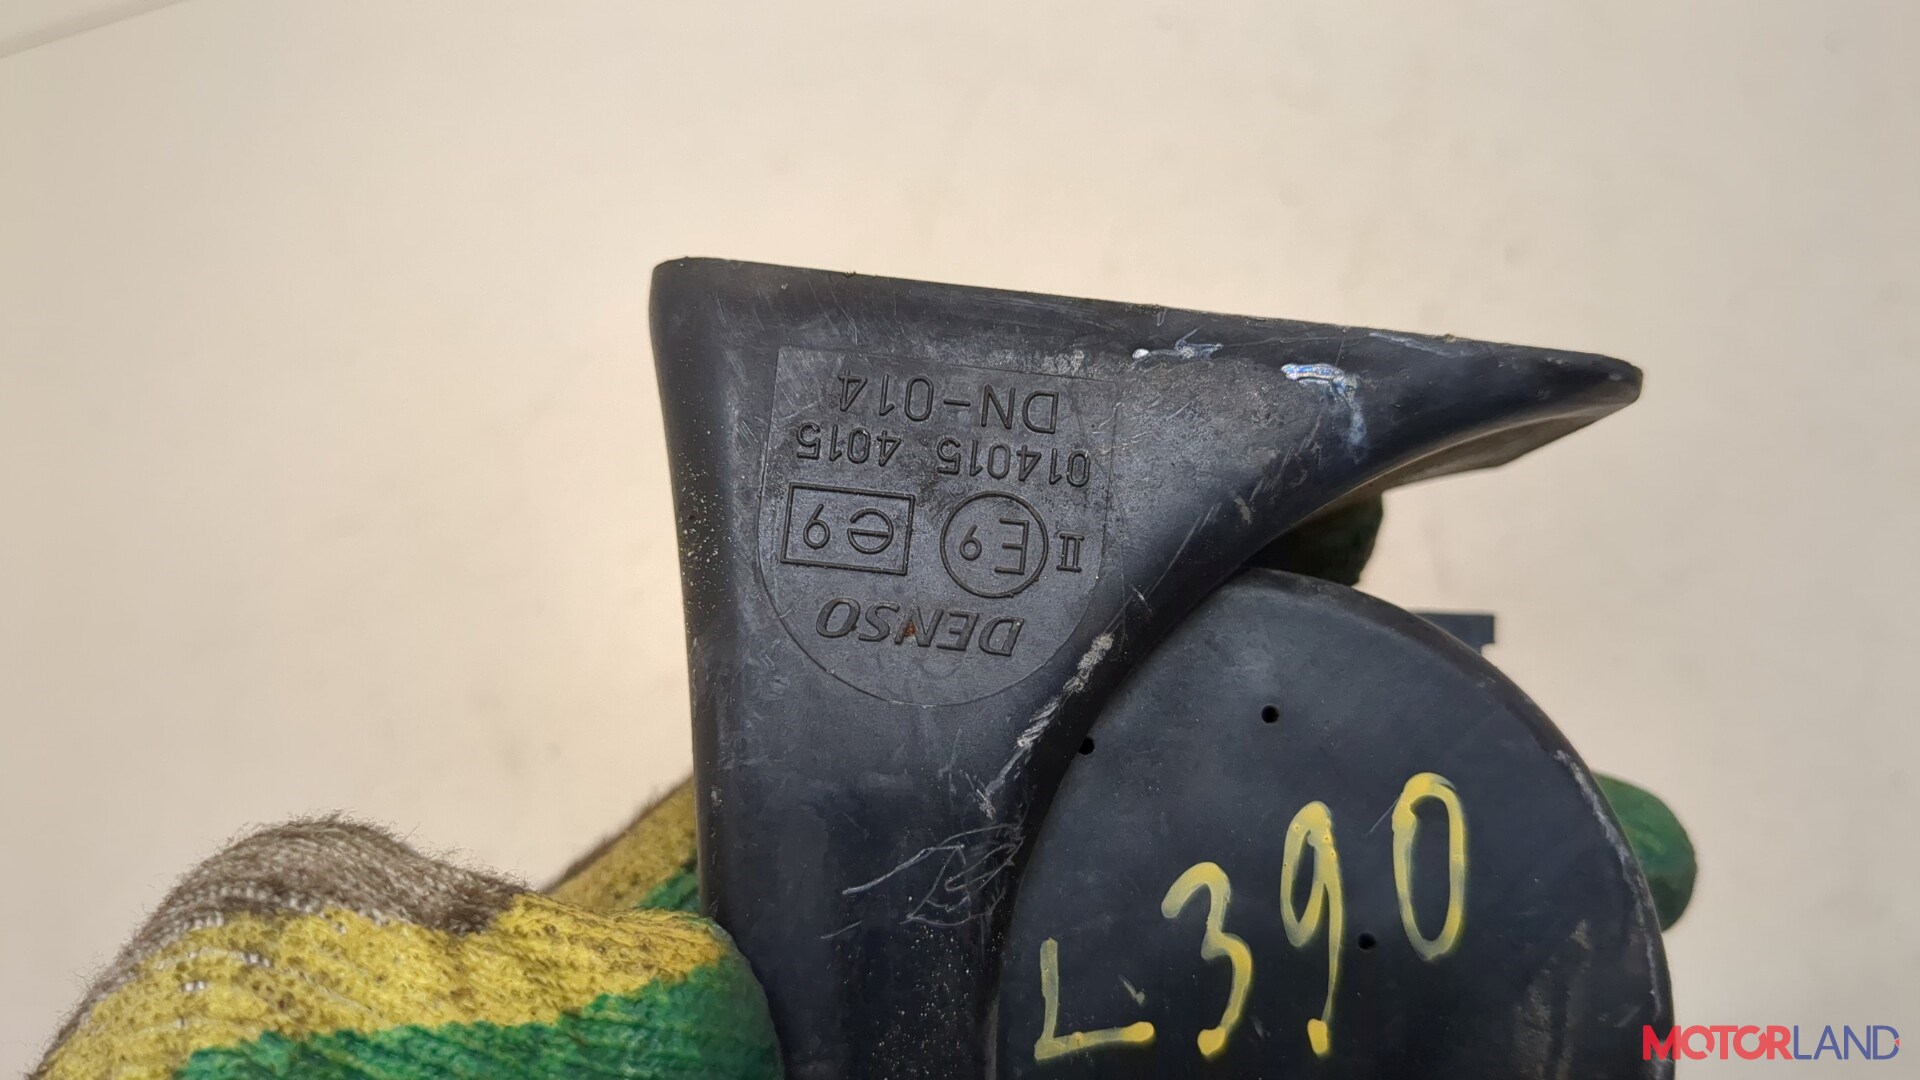 DENSO
II E9 e9
014015 4015
DN-014
L390
MOTORLAND